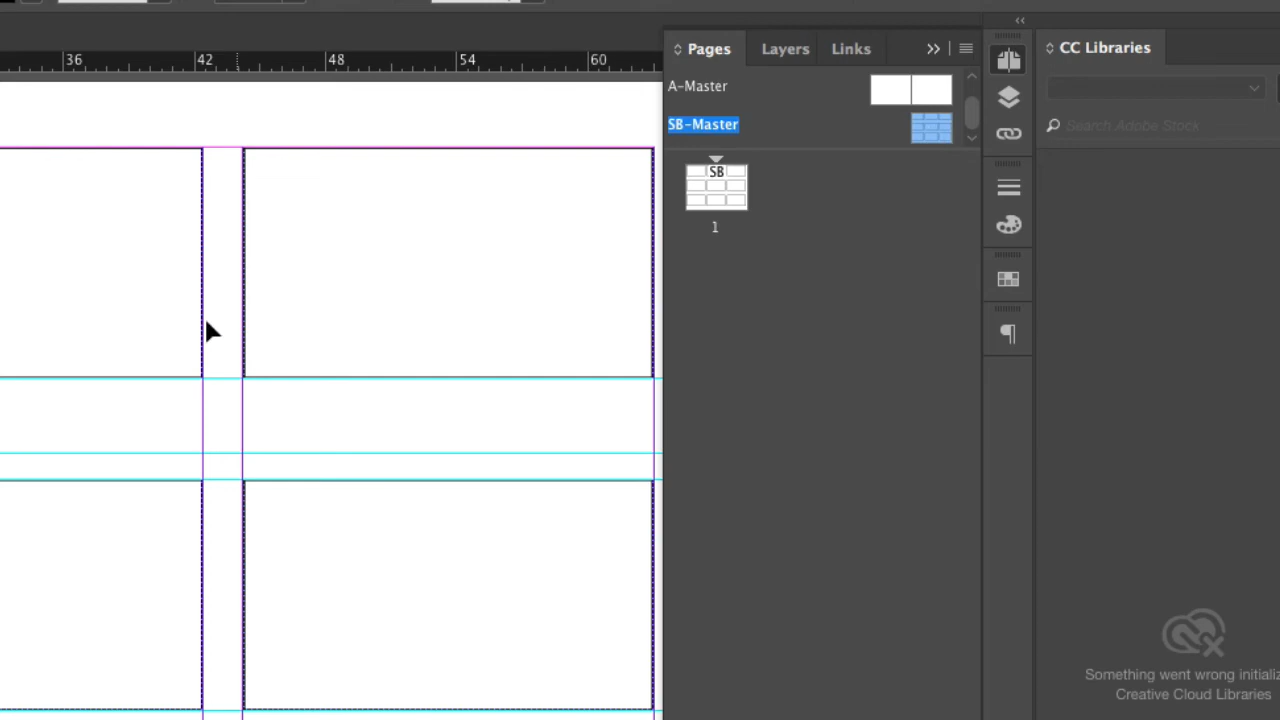 36 42 48 54 60
Pages Layers Links
A-Master
SB-Master
SB
1
CC Libraries
Search Adobe Stock
Something went wrong initializ
Creative Cloud Libraries